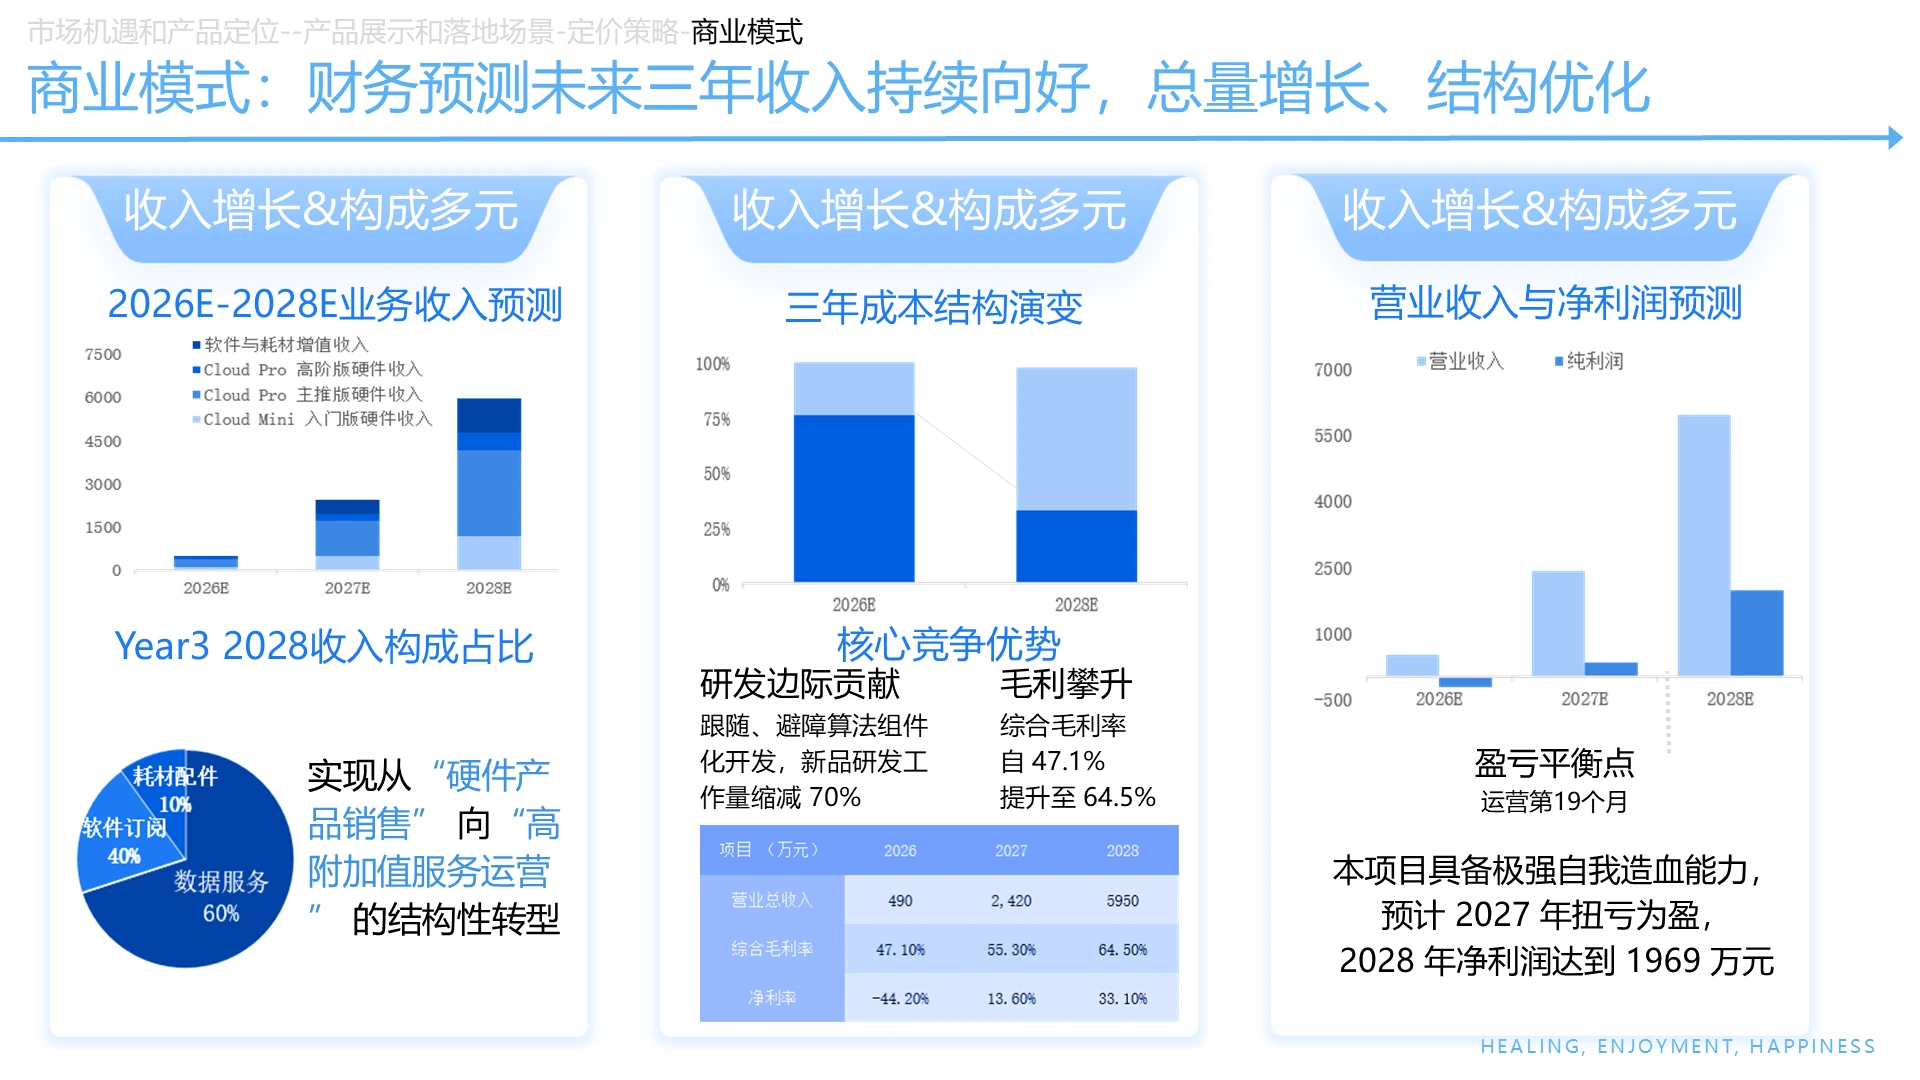 市场机遇和产品定位--产品展示和落地场景-定价策略-商业模式
商业模式：财务预测未来三年收入持续向好，总量增长、结构优化
收入增长&构成多元
2026E-2028E业务收入预测
软件与耗材增值收入
Cloud Pro 高阶版硬件收入
Cloud Pro 主推版硬件收入
Cloud Mini 入门版硬件收入
7500
6000
4500
3000
1500
0
2026E 2027E 2028E
Year3 2028收入构成占比
耗材配件
10%
软件订阅
40%
数据服务
60%
实现从“硬件产
品销售” 向“高
附加值服务运营
” 的结构性转型
收入增长&构成多元
三年成本结构演变
100%
75%
50%
25%
0%
2026E 2028E
核心竞争优势
研发边际贡献
跟随、避障算法组件
化开发，新品研发工
作量缩减 70%
毛利攀升
综合毛利率
自 47.1%
提升至 64.5%
项目 （万元） 2026 2027 2028
营业总收入 490 2,420 5950
综合毛利率 47.10% 55.30% 64.50%
净利率 -44.20% 13.60% 33.10%
收入增长&构成多元
营业收入与净利润预测
营业收入 纯利润
7000
5500
4000
2500
1000
-500
2026E 2027E 2028E
盈亏平衡点
运营第19个月
本项目具备极强自我造血能力，
预计 2027 年扭亏为盈，
2028 年净利润达到 1969 万元
HEALING, ENJOYMENT, HAPPINESS